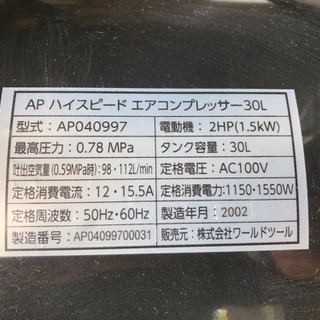 AP ハイスピード エアコンプレッサー30L
型式：AP040997 電動機：2HP(1.5kW)
最高圧力：0.78 MPa タンク容量：30L
吐出空気量(0.59MPa時)：98・112L/min 定格電圧：AC100V
定格消費電流：12・15.5A 定格消費電力:1150・1550W
定格周波数：50Hz・60Hz 製造年月：2002
製造番号：AP04099700031 販売元：株式会社ワールドツール